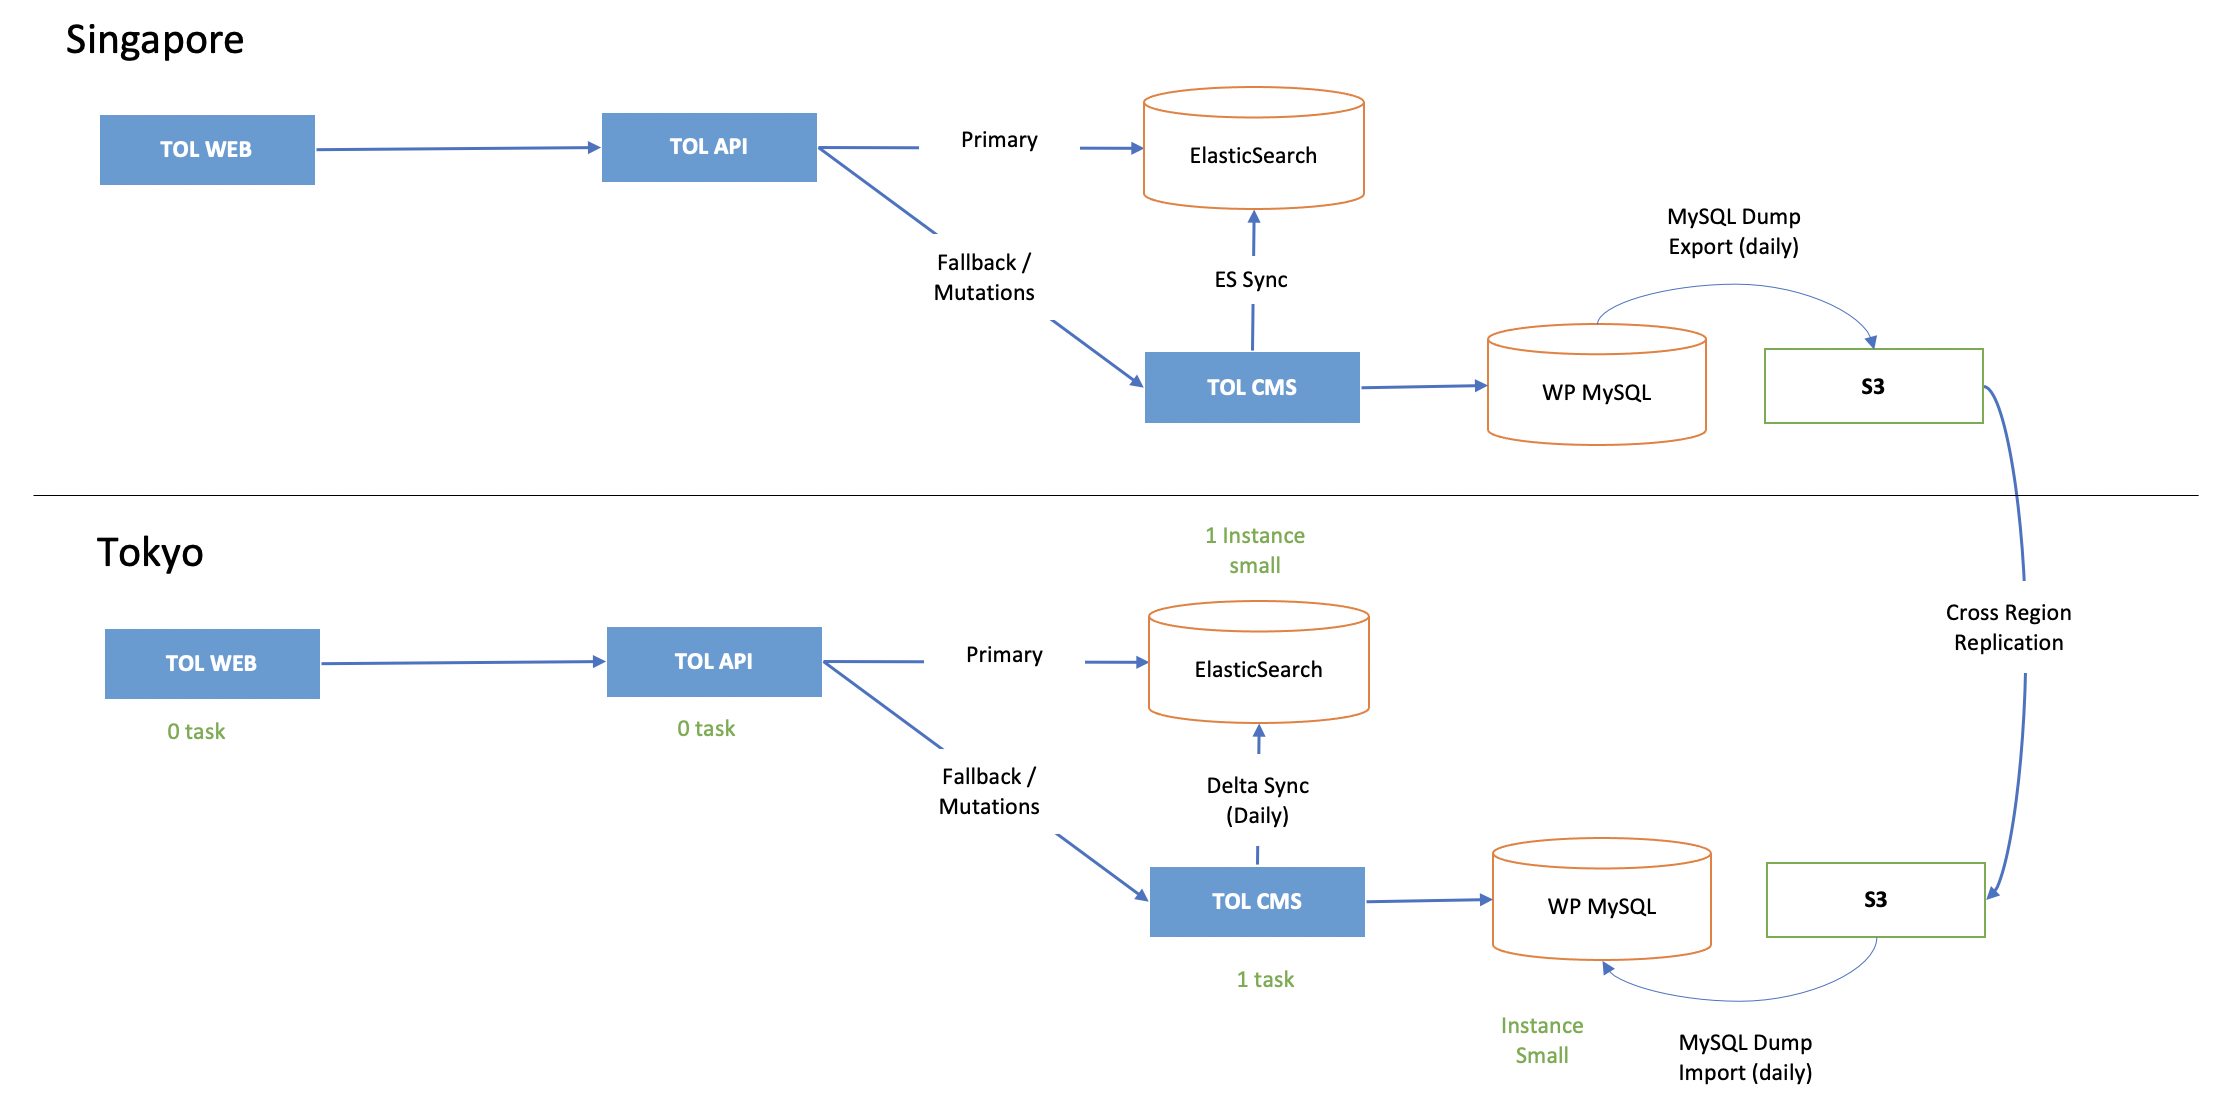 Singapore
TOL WEB
TOL API
Primary
ElasticSearch
Fallback /
Mutations
ES Sync
MySQL Dump
Export (daily)
TOL CMS
WP MySQL
S3
Tokyo
1 Instance
small
Cross Region
Replication
TOL WEB
TOL API
Primary
ElasticSearch
0 task
0 task
Fallback /
Mutations
Delta Sync
(Daily)
TOL CMS
WP MySQL
S3
1 task
Instance
Small
MySQL Dump
Import (daily)